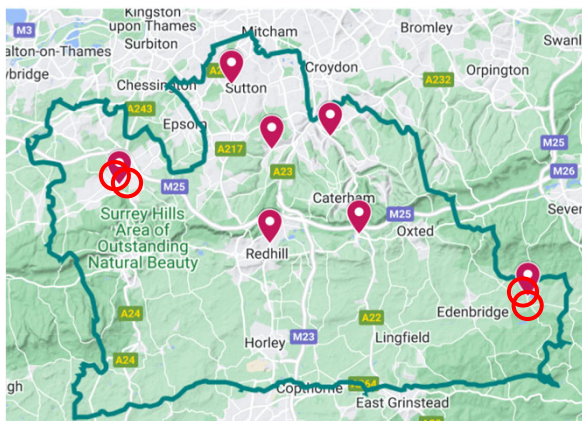 Kingston
upon Thames
M3
Mitcham
Surbiton
alton-on-Thames
Swanl
Croydon
Bromley
ybridge
Orpington
A232
Chessington
Sutton
A243
Epsom
A217
M25
A23
M26
M25
Caterham
M25
Seven
Surrey Hills
Area of
Outstanding
Natural Beauty
Oxted
Redhill
A24
Edenbridge
A22
Horley
M23
Lingfield
A24
gh
Copthorne
East Grinstead